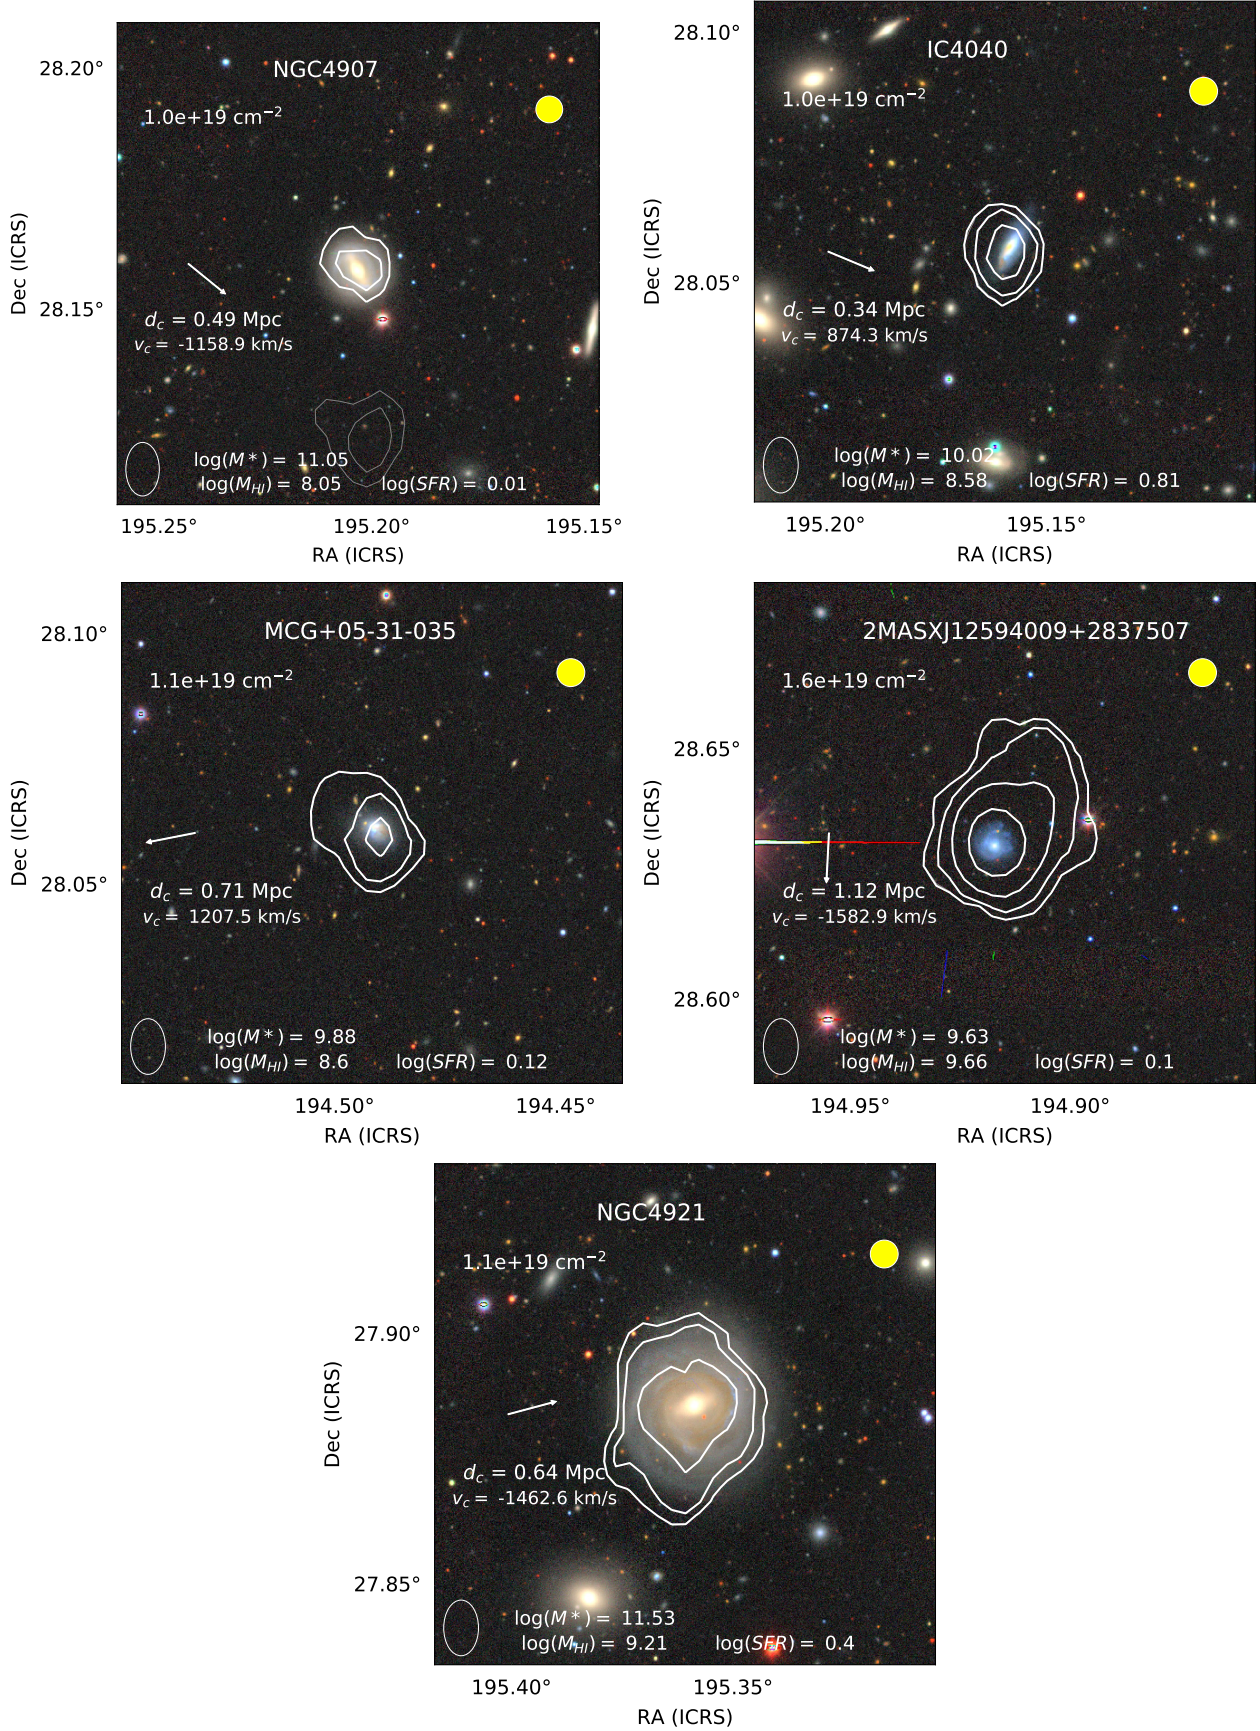 NGC4907
1.0e+19 cm⁻²
d_c = 0.49 Mpc
v_c = -1158.9 km/s
log(M*) = 11.05
log(M_HI) = 8.05 log(SFR) = 0.01
28.20°
28.15°
Dec (ICRS)
195.25° 195.20° 195.15°
RA (ICRS)
IC4040
1.0e+19 cm⁻²
d_c = 0.34 Mpc
v_c = 874.3 km/s
log(M*) = 10.02
log(M_HI) = 8.58 log(SFR) = 0.81
28.10°
28.05°
Dec (ICRS)
195.20° 195.15°
RA (ICRS)
MCG+05-31-035
1.1e+19 cm⁻²
d_c = 0.71 Mpc
v_c = 1207.5 km/s
log(M*) = 9.88
log(M_HI) = 8.6 log(SFR) = 0.12
28.10°
28.05°
Dec (ICRS)
194.50° 194.45°
RA (ICRS)
2MASXJ12594009+2837507
1.6e+19 cm⁻²
d_c = 1.12 Mpc
v_c = -1582.9 km/s
log(M*) = 9.63
log(M_HI) = 9.66 log(SFR) = 0.1
28.65°
28.60°
Dec (ICRS)
194.95° 194.90°
RA (ICRS)
NGC4921
1.1e+19 cm⁻²
d_c = 0.64 Mpc
v_c = -1462.6 km/s
log(M*) = 11.53
log(M_HI) = 9.21 log(SFR) = 0.4
27.90°
27.85°
Dec (ICRS)
195.40° 195.35°
RA (ICRS)